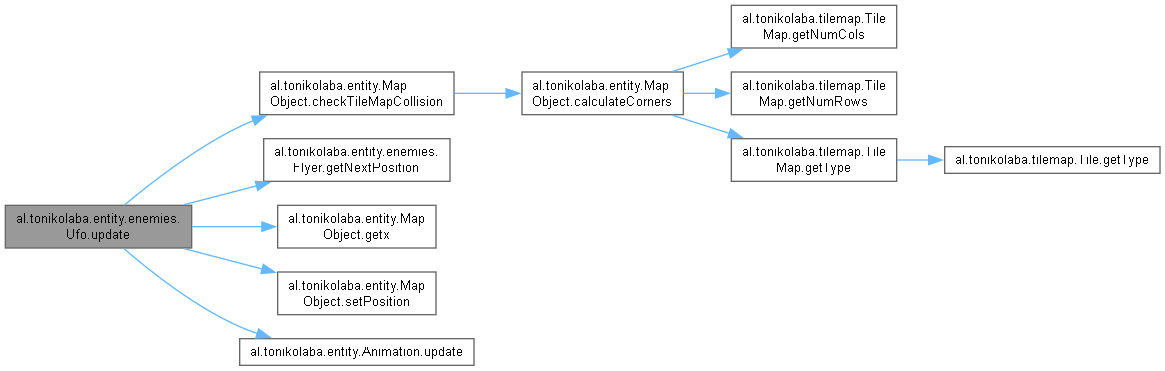 al.tonikolaba.entity.enemies.
Ufo.update
al.tonikolaba.entity.Map
Object.checkTileMapCollision
al.tonikolaba.entity.Map
Object.calculateCorners
al.tonikolaba.tilemap.Tile
Map.getNumCols
al.tonikolaba.tilemap.Tile
Map.getNumRows
al.tonikolaba.tilemap.Tile
Map.getType
al.tonikolaba.tilemap.Tile.getType
al.tonikolaba.entity.enemies.
Flyer.getNextPosition
al.tonikolaba.entity.Map
Object.getx
al.tonikolaba.entity.Map
Object.setPosition
al.tonikolaba.entity.Animation.update